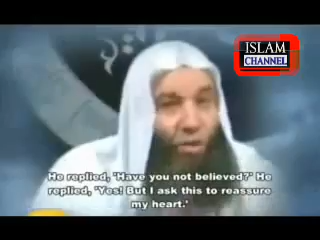 ISLAM
CHANNEL
He replied, 'Have you not believed?' He
replied, 'Yes! But I ask this to reassure
my heart.'